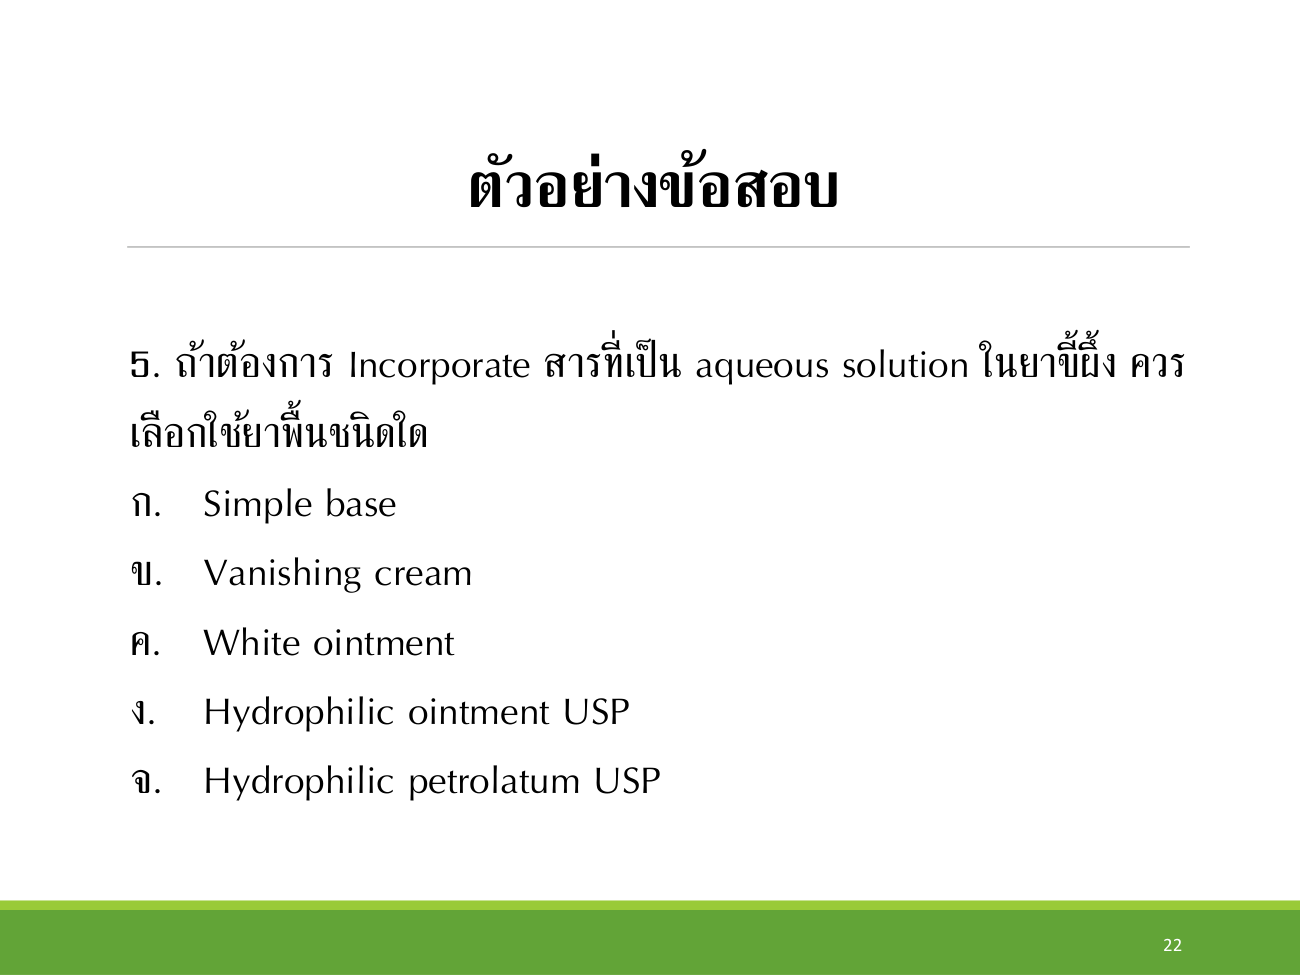 ตัวอย่างข้อสอบ
5. ถ้าต้องการ Incorporate สารที่เป็น aqueous solution ในยาขี้ผึ้ง ควร
เลือกใช้ยาพื้นชนิดใด
ก. Simple base
ข. Vanishing cream
ค. White ointment
ง. Hydrophilic ointment USP
จ. Hydrophilic petrolatum USP
22